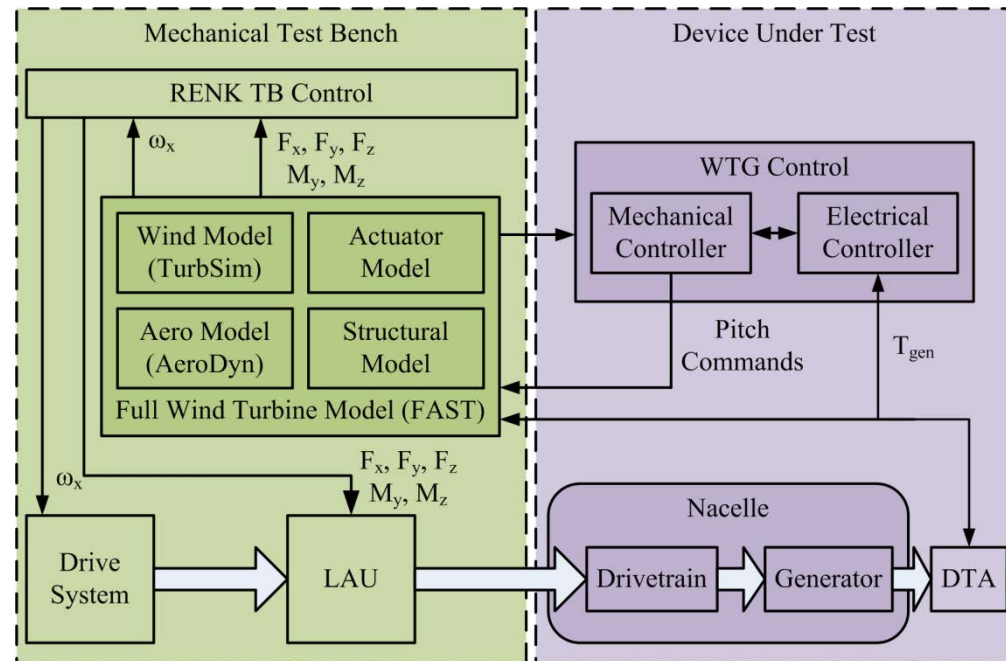 Mechanical Test Bench
Device Under Test
RENK TB Control
ωx
Fx, Fy, Fz
My, Mz
WTG Control
Wind Model
(TurbSim)
Actuator
Model
Mechanical
Controller
Electrical
Controller
Aero Model
(AeroDyn)
Structural
Model
Pitch
Commands
Tgen
Full Wind Turbine Model (FAST)
ωx
Fx, Fy, Fz
My, Mz
Nacelle
Drive
System
LAU
Drivetrain
Generator
DTA